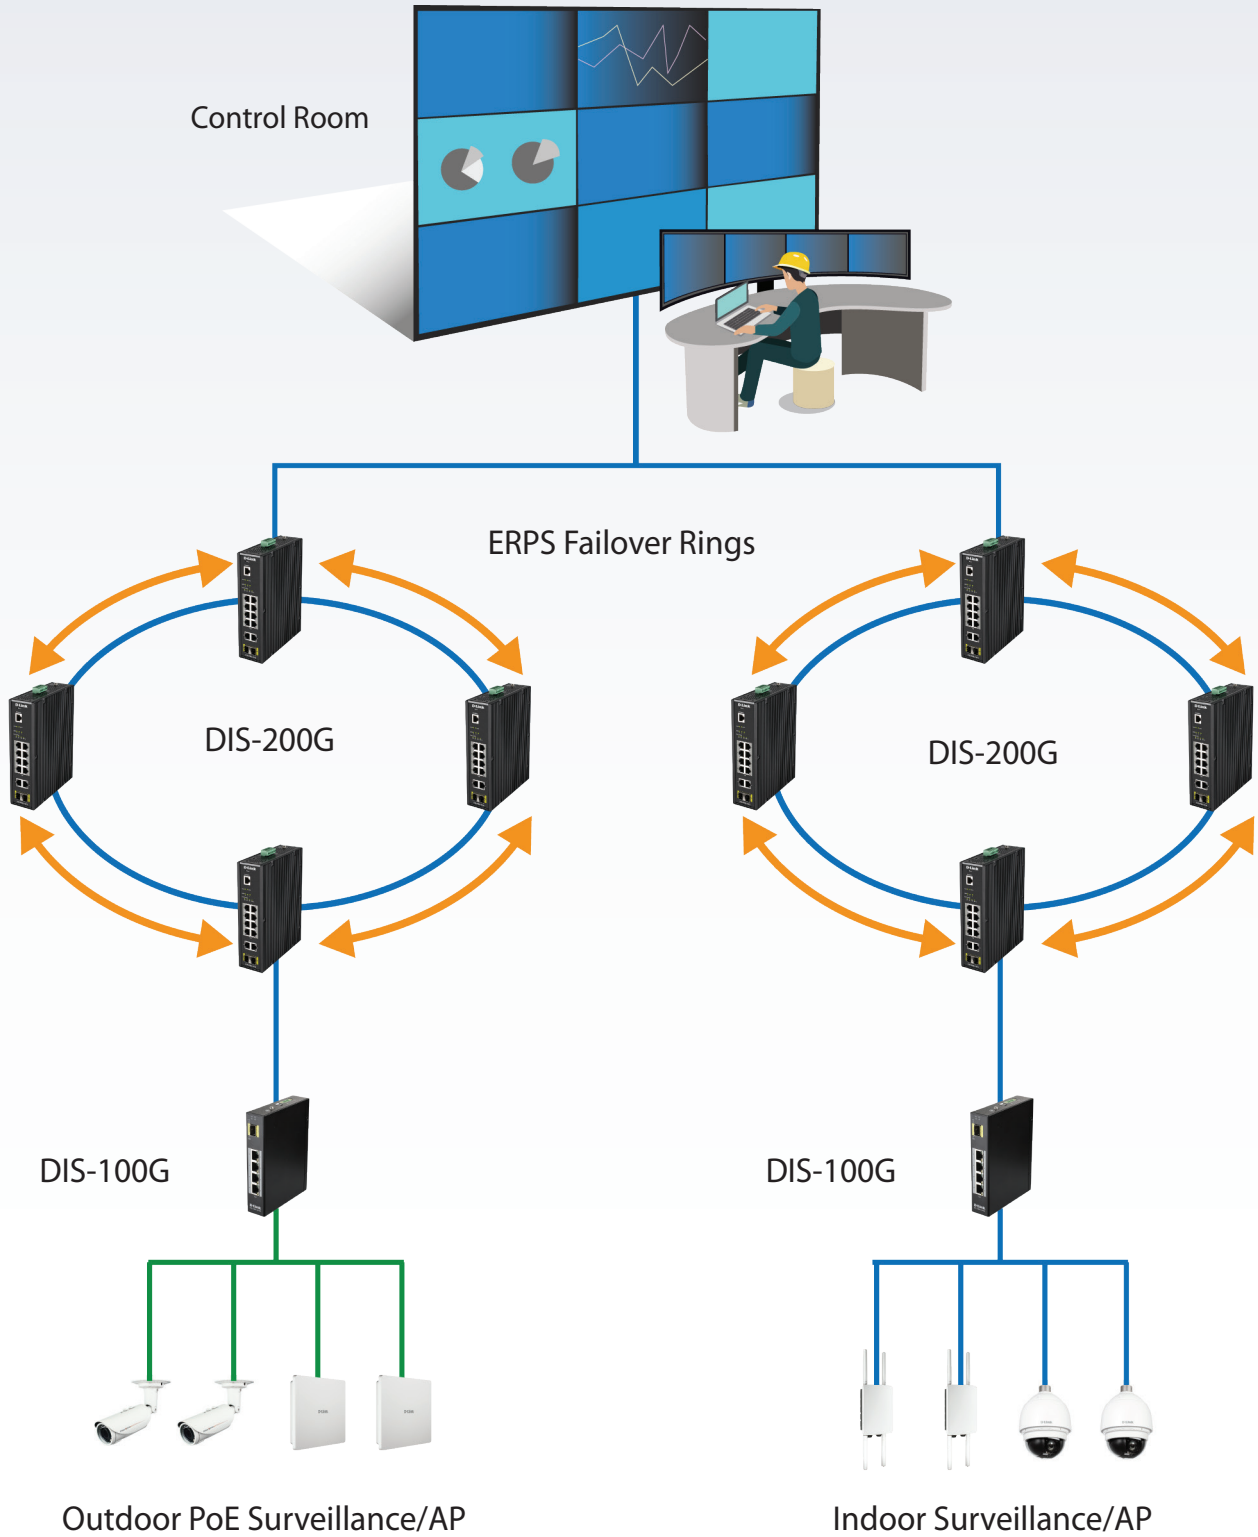 Control Room
ERPS Failover Rings
DIS-200G
DIS-200G
DIS-100G
DIS-100G
Outdoor PoE Surveillance/AP
Indoor Surveillance/AP